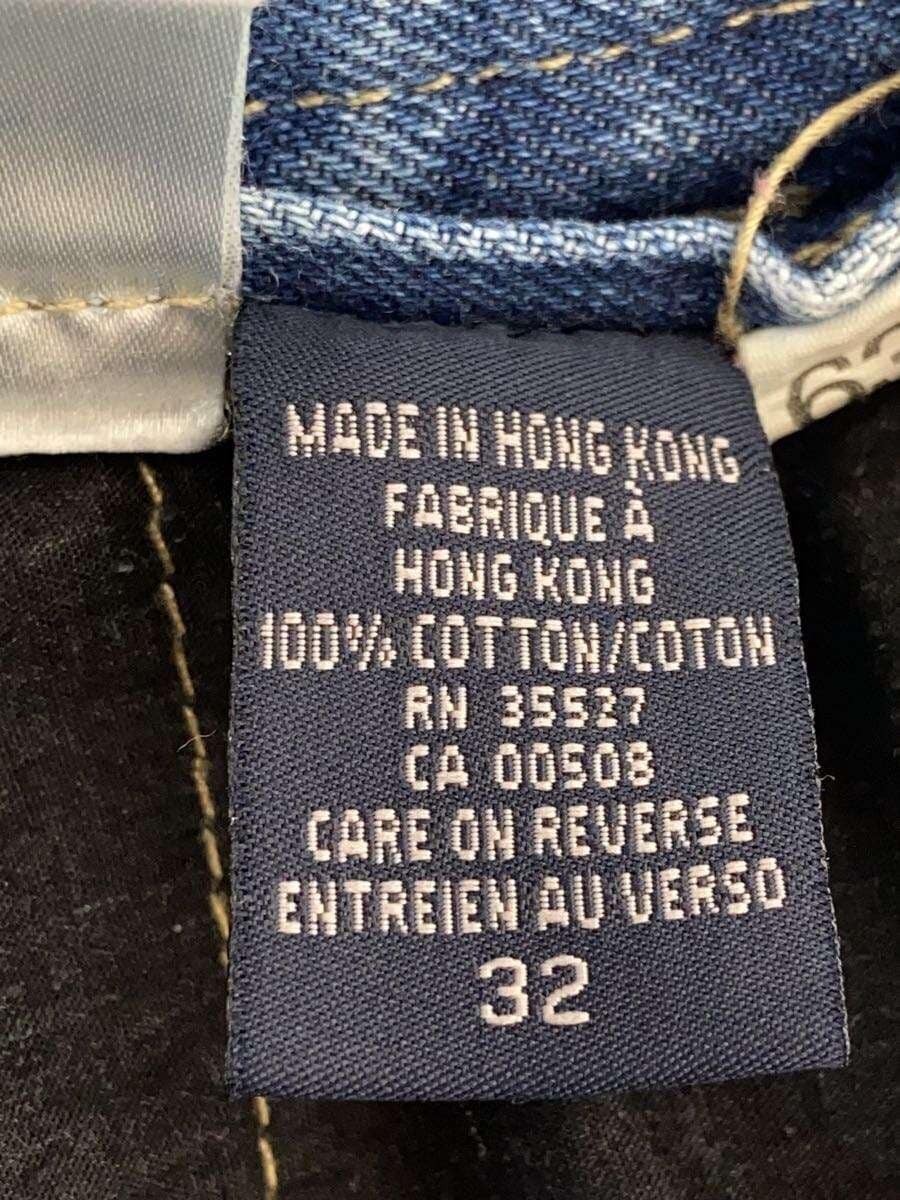 MADE IN HONG KONG
FABRIQUE À
HONG KONG
100% COTTON/COTON
RN 35527
CA 00508
CARE ON REVERSE
ENTREIEN AU VERSO
32